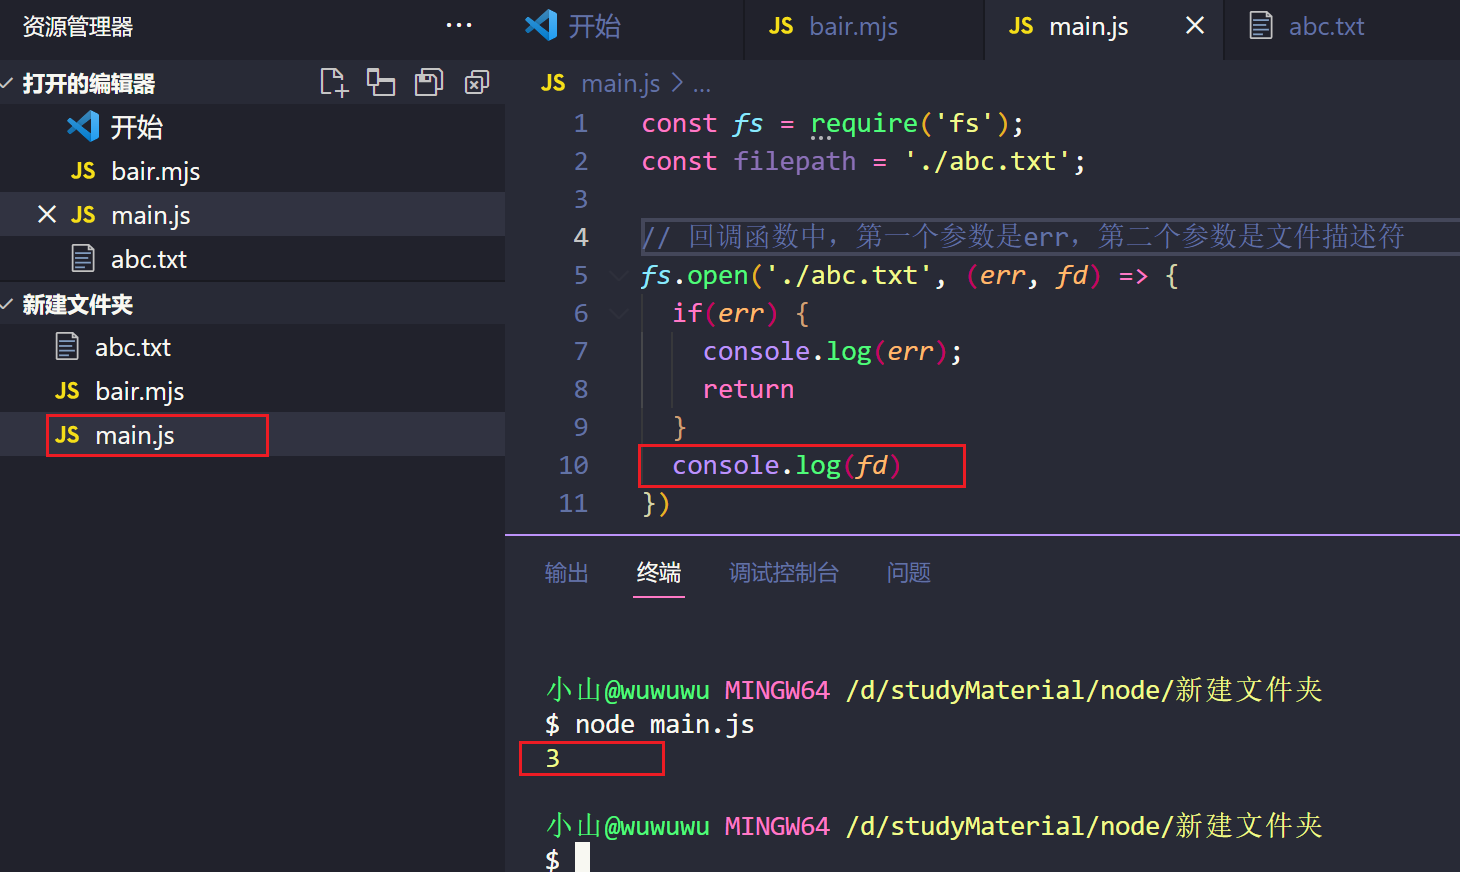 资源管理器 ...
开始 JS bair.mjs JS main.js abc.txt
打开的编辑器
开始
JS bair.mjs
JS main.js
abc.txt
新建文件夹
abc.txt
JS bair.mjs
JS main.js
JS main.js > ...
1 const fs = require('fs');
2 const filepath = './abc.txt';
3
4 // 回调函数中，第一个参数是err，第二个参数是文件描述符
5 fs.open('./abc.txt', (err, fd) => {
6 if(err) {
7 console.log(err);
8 return
9 }
10 console.log(fd)
11 })
输出 终端 调试控制台 问题
小山@wuwuwu MINGW64 /d/studyMaterial/node/新建文件夹
$ node main.js
3
小山@wuwuwu MINGW64 /d/studyMaterial/node/新建文件夹
$